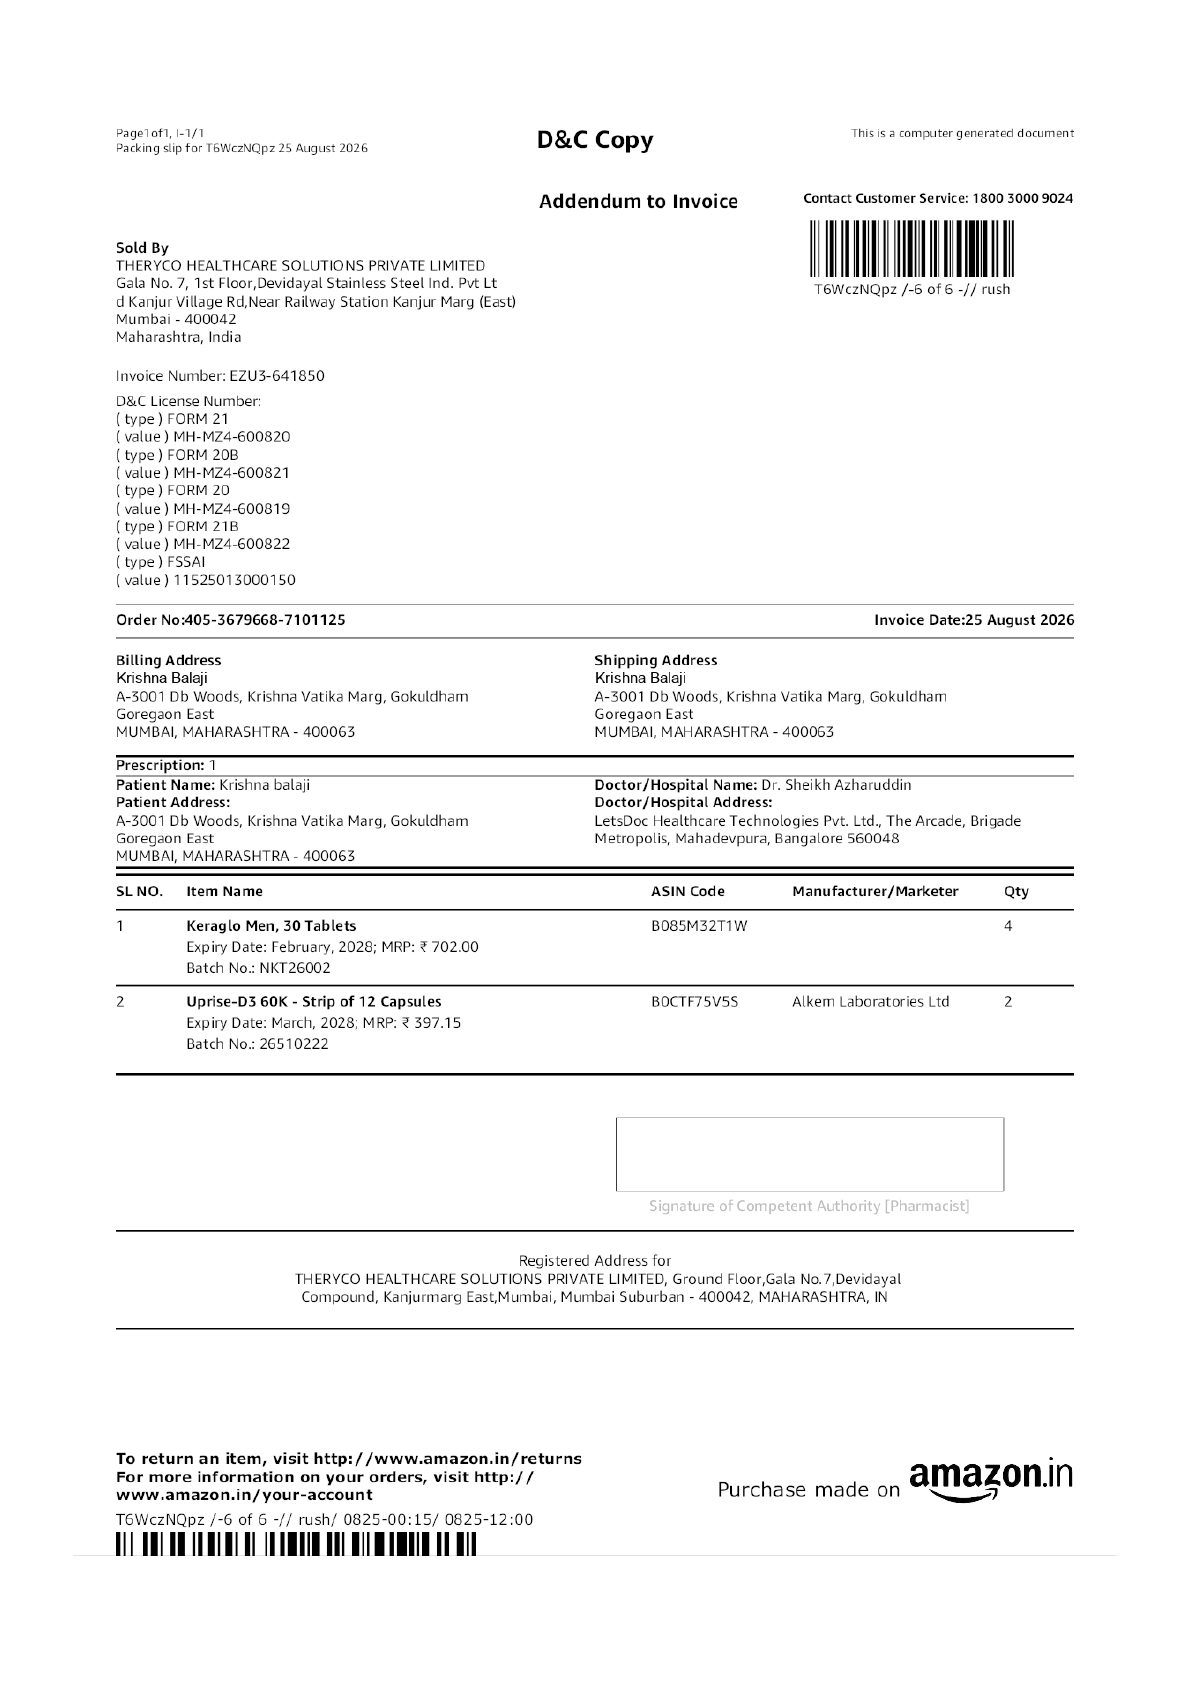 Page1of1, I-1/1
Packing slip for T6WczNQpz 25 August 2026
D&C Copy
This is a computer generated document
Addendum to Invoice
Contact Customer Service: 1800 3000 9024
T6WczNQpz /-6 of 6 -// rush
Sold By
THERYCO HEALTHCARE SOLUTIONS PRIVATE LIMITED
Gala No. 7, 1st Floor,Devidayal Stainless Steel Ind. Pvt Lt
d Kanjur Village Rd,Near Railway Station Kanjur Marg (East)
Mumbai - 400042
Maharashtra, India
Invoice Number: EZU3-641850
D&C License Number:
( type ) FORM 21
( value ) MH-MZ4-600820
( type ) FORM 20B
( value ) MH-MZ4-600821
( type ) FORM 20
( value ) MH-MZ4-600819
( type ) FORM 21B
( value ) MH-MZ4-600822
( type ) FSSAI
( value ) 11525013000150
Order No:405-3679668-7101125 Invoice Date:25 August 2026
Billing Address
Krishna Balaji
A-3001 Db Woods, Krishna Vatika Marg, Gokuldham
Goregaon East
MUMBAI, MAHARASHTRA - 400063
Shipping Address
Krishna Balaji
A-3001 Db Woods, Krishna Vatika Marg, Gokuldham
Goregaon East
MUMBAI, MAHARASHTRA - 400063
Prescription: 1
Patient Name: Krishna balaji
Patient Address:
A-3001 Db Woods, Krishna Vatika Marg, Gokuldham
Goregaon East
MUMBAI, MAHARASHTRA - 400063
Doctor/Hospital Name: Dr. Sheikh Azharuddin
Doctor/Hospital Address:
LetsDoc Healthcare Technologies Pvt. Ltd., The Arcade, Brigade
Metropolis, Mahadevpura, Bangalore 560048
SL NO. Item Name ASIN Code Manufacturer/Marketer Qty
1 Keraglo Men, 30 Tablets B085M32T1W 4
Expiry Date: February, 2028; MRP: ₹ 702.00
Batch No.: NKT26002
2 Uprise-D3 60K - Strip of 12 Capsules B0CTF75V5S Alkem Laboratories Ltd 2
Expiry Date: March, 2028; MRP: ₹ 397.15
Batch No.: 26510222
Signature of Competent Authority [Pharmacist]
Registered Address for
THERYCO HEALTHCARE SOLUTIONS PRIVATE LIMITED, Ground Floor,Gala No.7,Devidayal
Compound, Kanjurmarg East,Mumbai, Mumbai Suburban - 400042, MAHARASHTRA, IN
To return an item, visit http://www.amazon.in/returns
For more information on your orders, visit http://
www.amazon.in/your-account
T6WczNQpz /-6 of 6 -// rush/ 0825-00:15/ 0825-12:00
Purchase made on amazon.in